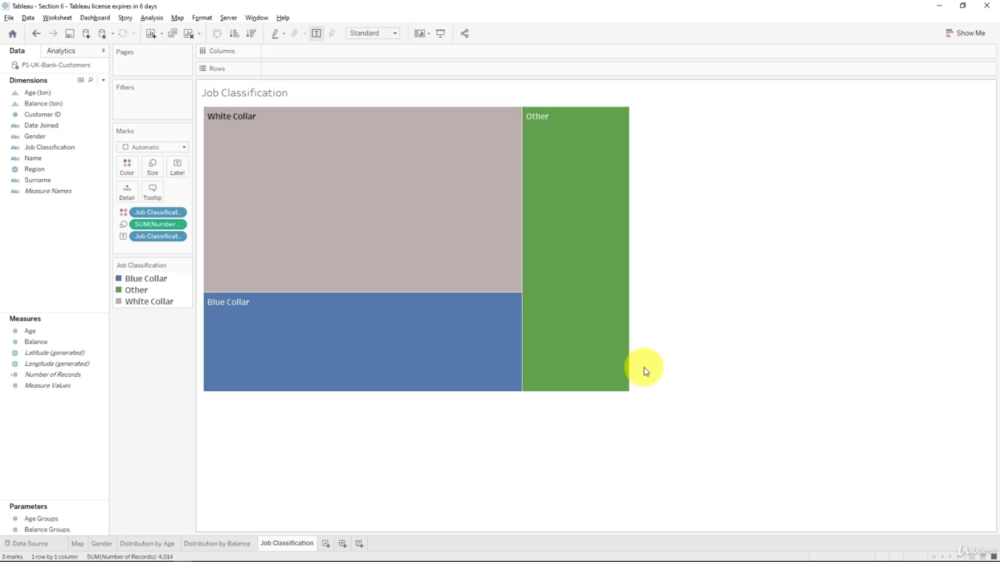 Tableau - Section 6 - Tableau license expires in 6 days
File Data Worksheet Dashboard Story Analysis Map Format Server Window Help
Standard
Show Me
Data Analytics
P1-UK-Bank-Customers
Dimensions
Age (bin)
Balance (bin)
Customer ID
Abc Date Joined
Abc Gender
Abc Job Classification
Abc Name
Region
Abc Surname
Abc Measure Names
Measures
Age
Balance
Latitude (generated)
Longitude (generated)
Number of Records
Measure Values
Parameters
Age Groups
Balance Groups
Pages
Filters
Marks
Automatic
Color Size Label
Detail Tooltip
Job Classificat..
SUM(Number ..
Job Classificat..
Job Classification
Blue Collar
Other
White Collar
Columns
Rows
Job Classification
White Collar
Other
Blue Collar
Data Source Map Gender Distribution by Age Distribution by Balance Job Classification
3 marks 1 row by 1 column SUM(Number of Records): 4,014